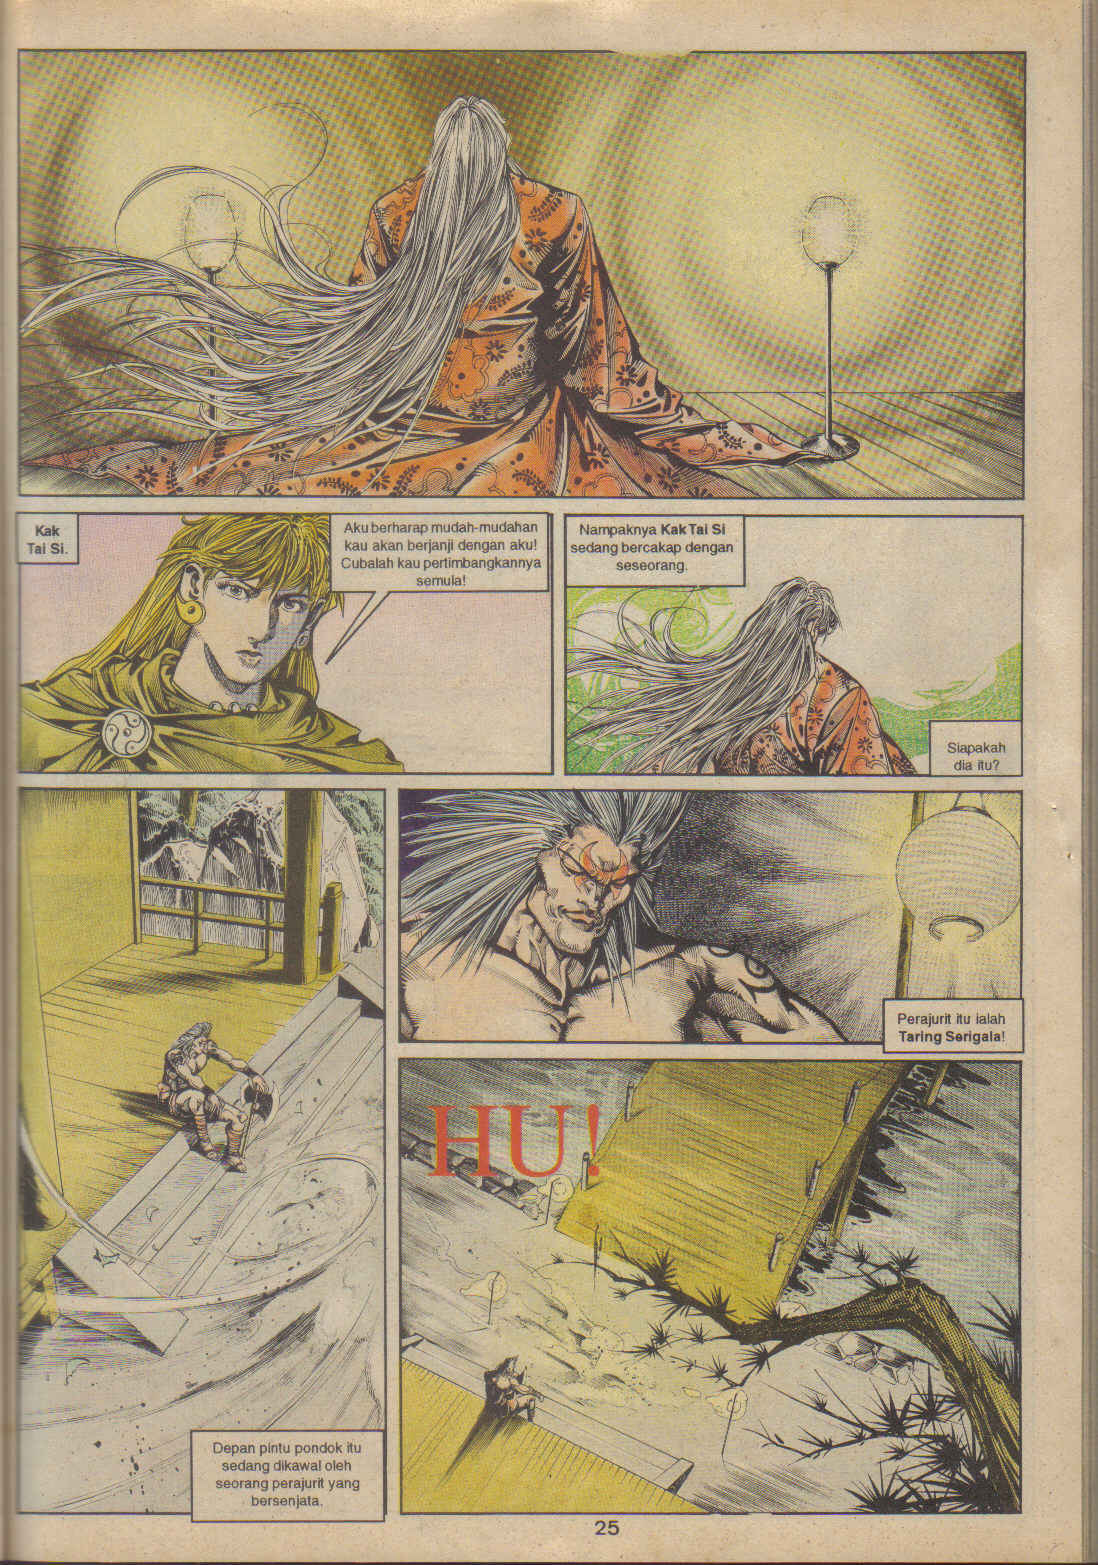 Kak
Tai Si.
Aku berharap mudah-mudahan
kau akan berjanji dengan aku!
Cubalah kau pertimbangkannya
semula!
Nampaknya Kak Tai Si
sedang bercakap dengan
seseorang.
Siapakah
dia itu?
Perajurit itu ialah
Taring Serigala!
HU!
Depan pintu pondok itu
sedang dikawal oleh
seorang perajurit yang
bersenjata.
25